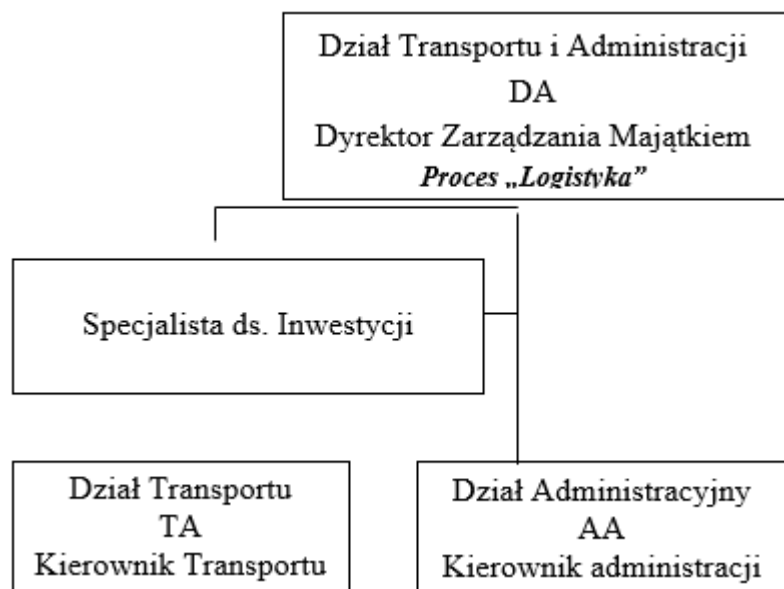 Dział Transportu i Administracji
DA
Dyrektor Zarządzania Majątkiem
Proces „Logistyka”
Specjalista ds. Inwestycji
Dział Transportu
TA
Kierownik Transportu
Dział Administracyjny
AA
Kierownik administracji